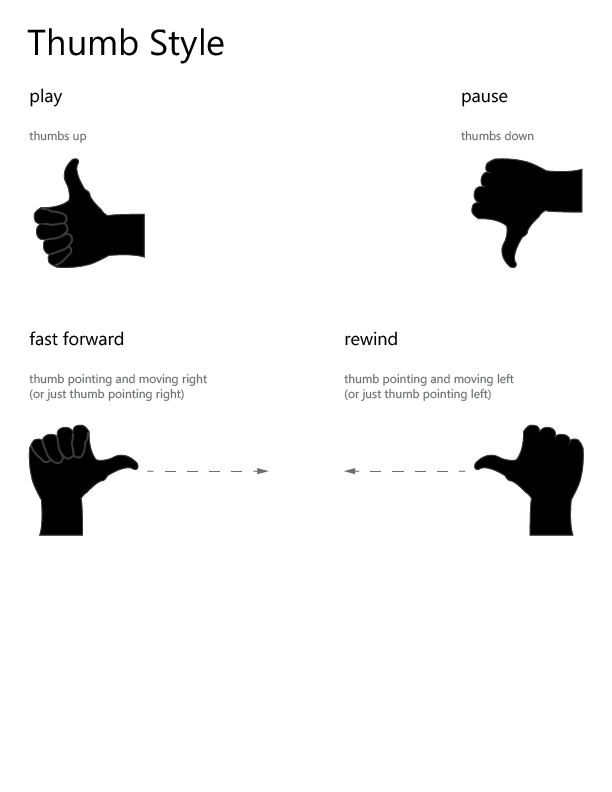 Thumb Style
play
pause
thumbs up
thumbs down
fast forward
rewind
thumb pointing and moving right
(or just thumb pointing right)
thumb pointing and moving left
(or just thumb pointing left)